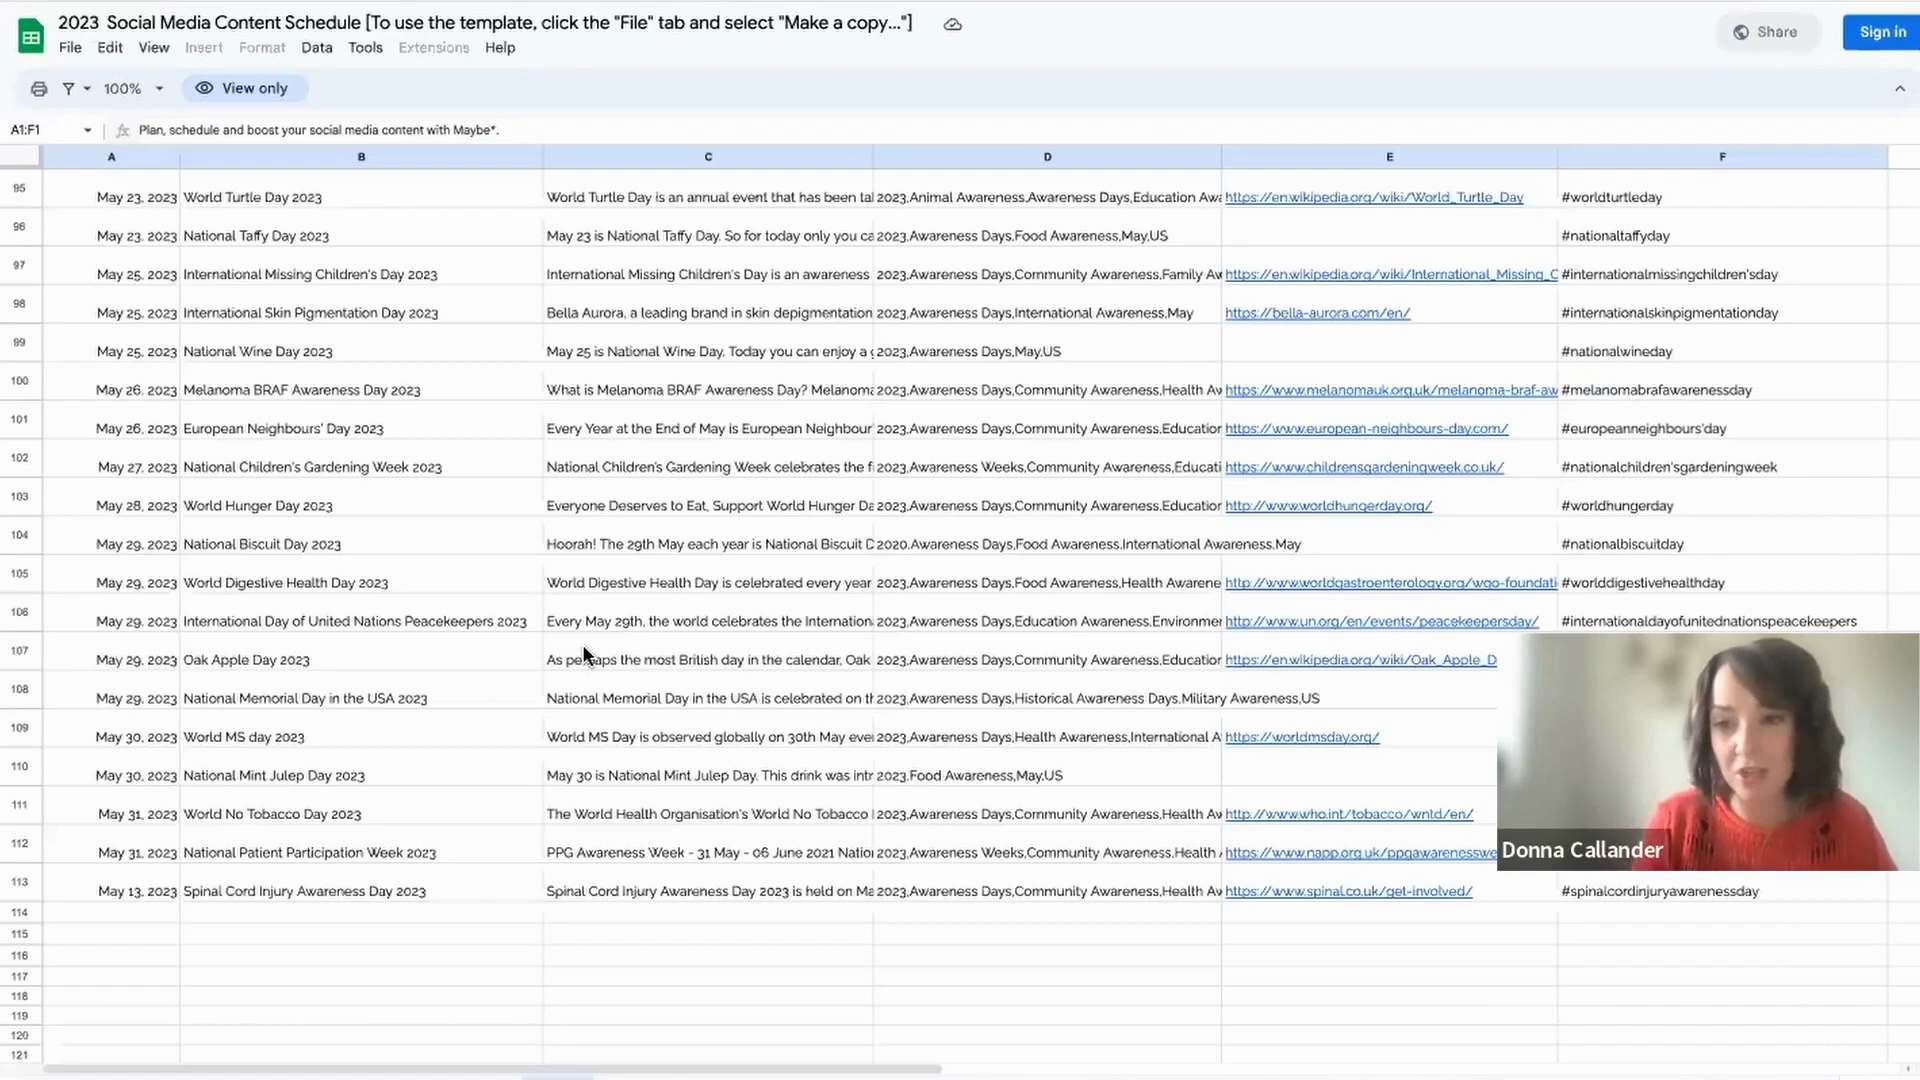 2023 Social Media Content Schedule [To use the template, click the "File" tab and select "Make a copy..."]
Share
Sign in
File Edit View Insert Format Data Tools Extensions Help
100% View only
A1:F1 fx Plan, schedule and boost your social media content with Maybe*.
A B C D E F
95 May 23, 2023 World Turtle Day 2023 World Turtle Day is an annual event that has been tal 2023,Animal Awareness,Awareness Days,Education Awa https://en.wikipedia.org/wiki/World_Turtle_Day #worldturtleday
96 May 23, 2023 National Taffy Day 2023 May 23 is National Taffy Day. So for today only you ca 2023,Awareness Days,Food Awareness,May,US #nationaltaffyday
97 May 25, 2023 International Missing Children's Day 2023 International Missing Children's Day is an awareness 2023,Awareness Days,Community Awareness,Family Aw https://en.wikipedia.org/wiki/International_Missing_C #internationalmissingchildren'sday
98 May 25, 2023 International Skin Pigmentation Day 2023 Bella Aurora, a leading brand in skin depigmentation 2023,Awareness Days,International Awareness,May https://bella-aurora.com/en/ #internationalskinpigmentationday
99 May 25, 2023 National Wine Day 2023 May 25 is National Wine Day. Today you can enjoy a g 2023,Awareness Days,May,US #nationalwineday
100 May 26, 2023 Melanoma BRAF Awareness Day 2023 What is Melanoma BRAF Awareness Day? Melanoma 2023,Awareness Days,Community Awareness,Health Aw https://www.melanomauk.org.uk/melanoma-braf-aw #melanomabrafawarenessday
101 May 26, 2023 European Neighbours' Day 2023 Every Year at the End of May is European Neighbour 2023,Awareness Days,Community Awareness,Education https://www.european-neighbours-day.com/ #europeanneighbours'day
102 May 27, 2023 National Children's Gardening Week 2023 National Children's Gardening Week celebrates the f 2023,Awareness Weeks,Community Awareness,Educati https://www.childrensgardeningweek.co.uk/ #nationalchildren'sgardeningweek
103 May 28, 2023 World Hunger Day 2023 Everyone Deserves to Eat, Support World Hunger Da 2023,Awareness Days,Community Awareness,Education http://www.worldhungerday.org/ #worldhungerday
104 May 29, 2023 National Biscuit Day 2023 Hoorah! The 29th May each year is National Biscuit D 2020,Awareness Days,Food Awareness,International Awareness,May #nationalbiscuitday
105 May 29, 2023 World Digestive Health Day 2023 World Digestive Health Day is celebrated every year 2023,Awareness Days,Food Awareness,Health Awarene http://www.worldgastroenterology.org/wgo-foundati #worlddigestivehealthday
106 May 29, 2023 International Day of United Nations Peacekeepers 2023 Every May 29th, the world celebrates the Internation 2023,Awareness Days,Education Awareness,Environmer http://www.un.org/en/events/peacekeepersday/ #internationaldayofunitednationspeacekeepers
107 May 29, 2023 Oak Apple Day 2023 As perhaps the most British day in the calendar, Oak 2023,Awareness Days,Community Awareness,Education https://en.wikipedia.org/wiki/Oak_Apple_D
108 May 29, 2023 National Memorial Day in the USA 2023 National Memorial Day in the USA is celebrated on th 2023,Awareness Days,Historical Awareness Days,Military Awareness,US
109 May 30, 2023 World MS day 2023 World MS Day is observed globally on 30th May eve 2023,Awareness Days,Health Awareness,International A https://worldmsday.org/
110 May 30, 2023 National Mint Julep Day 2023 May 30 is National Mint Julep Day. This drink was intr 2023,Food Awareness,May,US
111 May 31, 2023 World No Tobacco Day 2023 The World Health Organisation's World No Tobacco 2023,Awareness Days,Community Awareness,Health Aw http://www.who.int/tobacco/wntd/en/
112 May 31, 2023 National Patient Participation Week 2023 PPG Awareness Week - 31 May - 06 June 2021 Natio 2023,Awareness Weeks,Community Awareness,Health https://www.napp.org.uk/ppgawarenesswe
Donna Callander
113 May 13, 2023 Spinal Cord Injury Awareness Day 2023 Spinal Cord Injury Awareness Day 2023 is held on Ma 2023,Awareness Days,Community Awareness,Health Aw https://www.spinal.co.uk/get-involved/ #spinalcordinjuryawarenessday
114
115
116
117
118
119
120
121